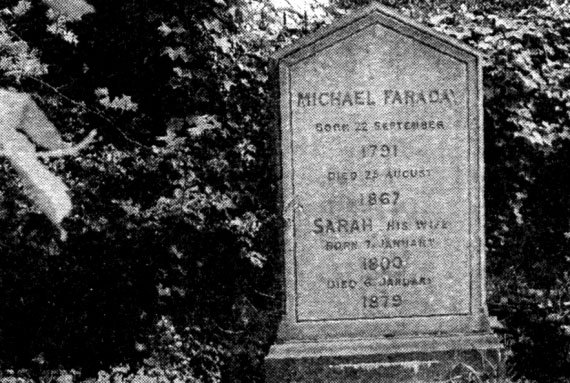 MICHAEL FARADAY
BORN 22 SEPTEMBER
1791
DIED 25 AUGUST
1867
SARAH HIS WIFE
BORN 7 JANUARY
1800
DIED 6 JANUARY
1879